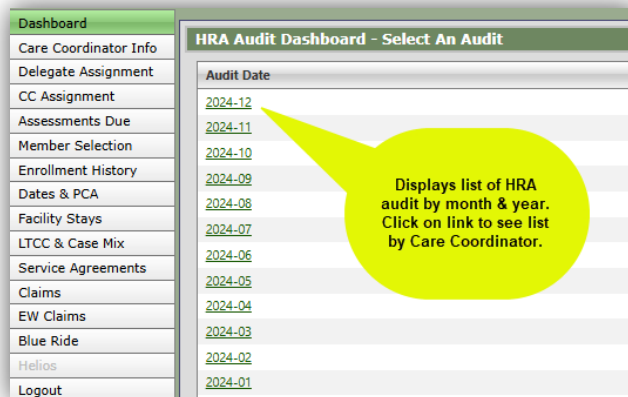 Dashboard
Care Coordinator Info
Delegate Assignment
CC Assignment
Assessments Due
Member Selection
Enrollment History
Dates & PCA
Facility Stays
LTCC & Case Mix
Service Agreements
Claims
EW Claims
Blue Ride
Helios
Logout
HRA Audit Dashboard - Select An Audit
Audit Date
2024-12
2024-11
2024-10
2024-09
2024-08
2024-07
2024-06
2024-05
2024-04
2024-03
2024-02
2024-01
Displays list of HRA
audit by month & year.
Click on link to see list
by Care Coordinator.